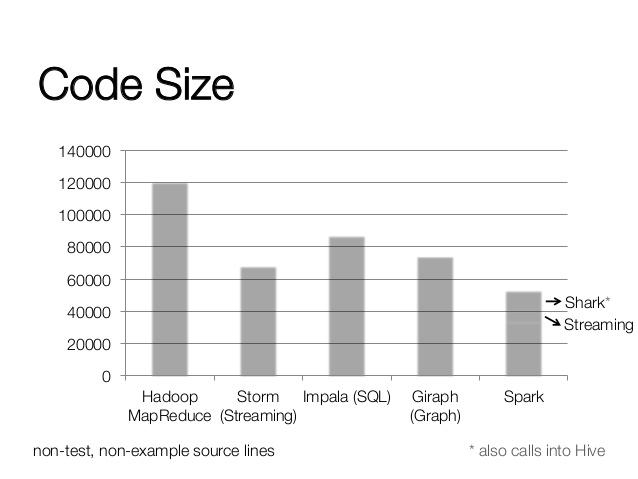 Code Size
140000
120000
100000
80000
60000
40000
20000
0
Shark*
Streaming
Hadoop MapReduce
Storm (Streaming)
Impala (SQL)
Giraph (Graph)
Spark
non-test, non-example source lines
* also calls into Hive